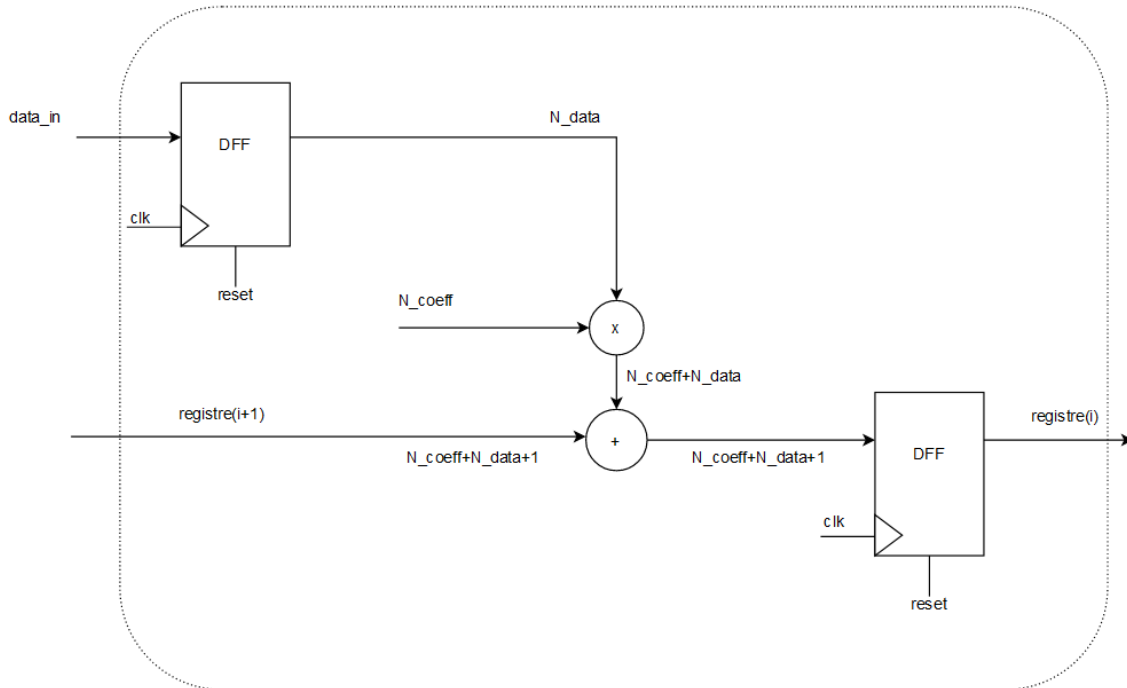 data_in
DFF
N_data
clk
reset
N_coeff
x
N_coeff+N_data
registre(i+1)
+
N_coeff+N_data+1
N_coeff+N_data+1
DFF
registre(i)
clk
reset